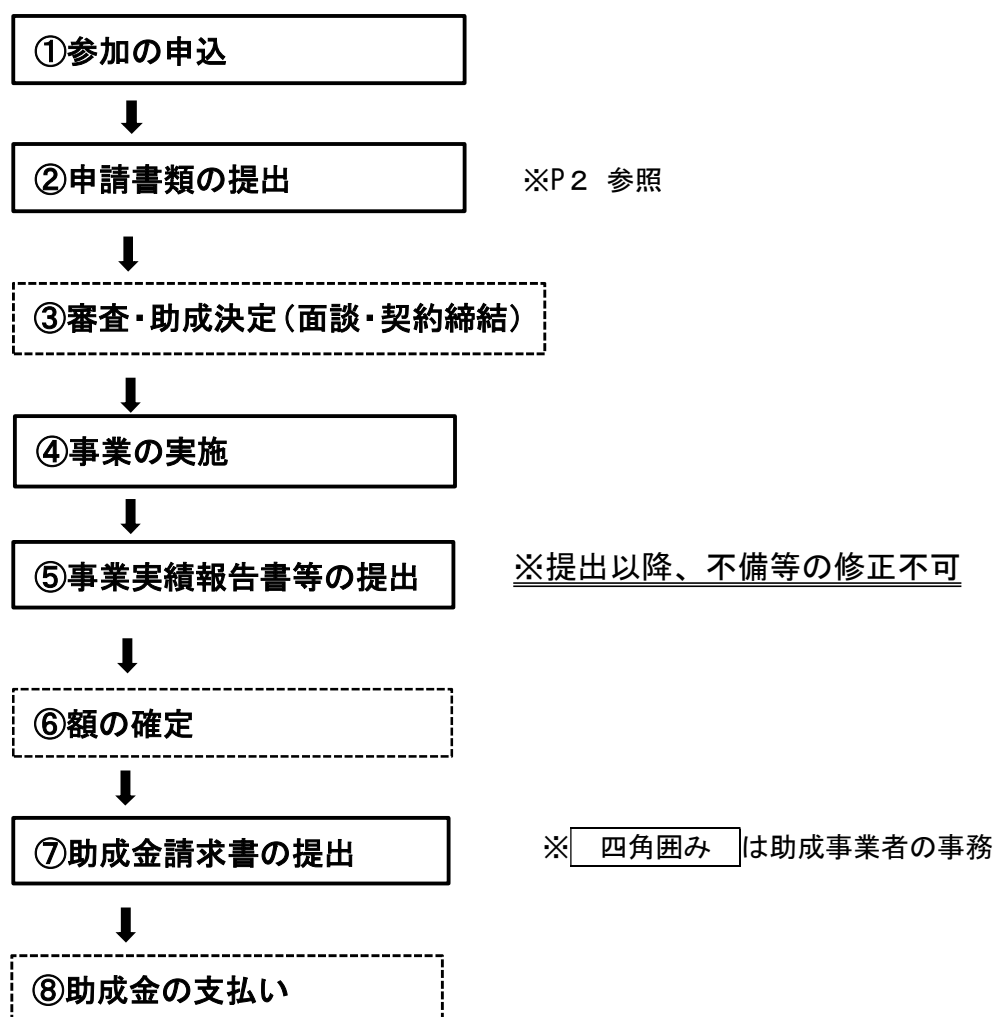 ①参加の申込
②申請書類の提出
※P２ 参照
③審査・助成決定（面談・契約締結）
④事業の実施
⑤事業実績報告書等の提出
※提出以降、不備等の修正不可
⑥額の確定
⑦助成金請求書の提出
※ 四角囲み は助成事業者の事務
⑧助成金の支払い